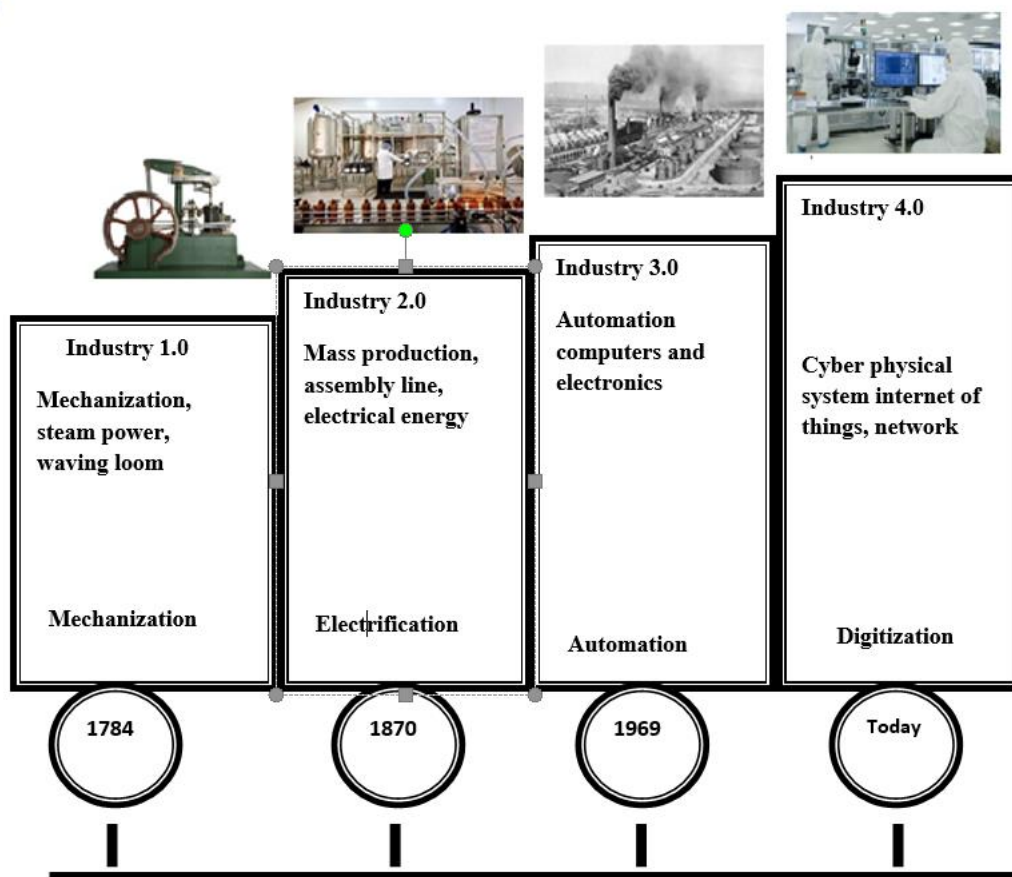 Industry 1.0
Mechanization,
steam power,
waving loom
Mechanization
Industry 2.0
Mass production,
assembly line,
electrical energy
Electrification
Industry 3.0
Automation
computers and
electronics
Automation
Industry 4.0
Cyber physical
system internet of
things, network
Digitization
1784
1870
1969
Today